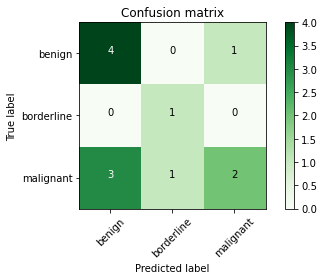 Confusion matrix
benign 4 0 1
borderline 0 1 0
malignant 3 1 2
benign borderline malignant
True label
Predicted label
4.0
3.5
3.0
2.5
2.0
1.5
1.0
0.5
0.0